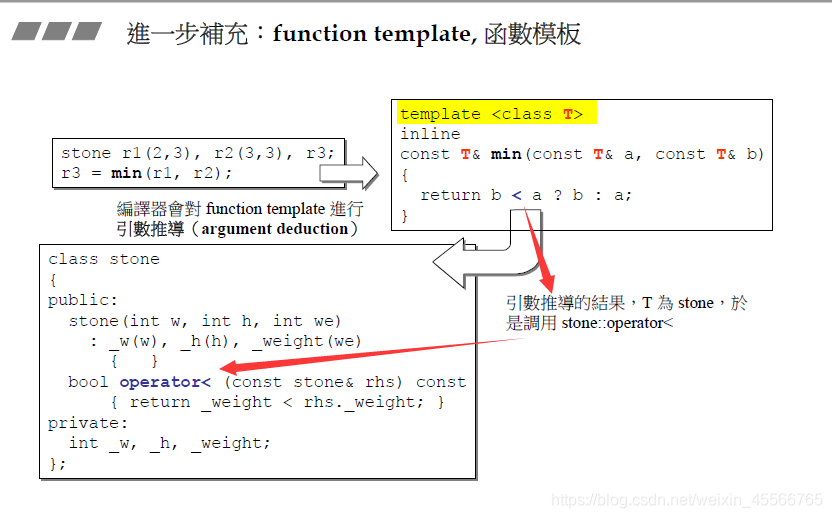 進一步補充：function template, 函數模板
stone r1(2,3), r2(3,3), r3;
r3 = min(r1, r2);
編譯器會對 function template 進行
引數推導（argument deduction）
template <class T>
inline
const T& min(const T& a, const T& b)
{
  return b < a ? b : a;
}
引數推導的結果，T 為 stone，於
是調用 stone::operator<
class stone
{
public:
  stone(int w, int h, int we)
    : _w(w), _h(h), _weight(we)
      {   }
  bool operator< (const stone& rhs) const
      { return _weight < rhs._weight; }
private:
  int _w, _h, _weight;
};
https://blog.csdn.net/weixin_45566765